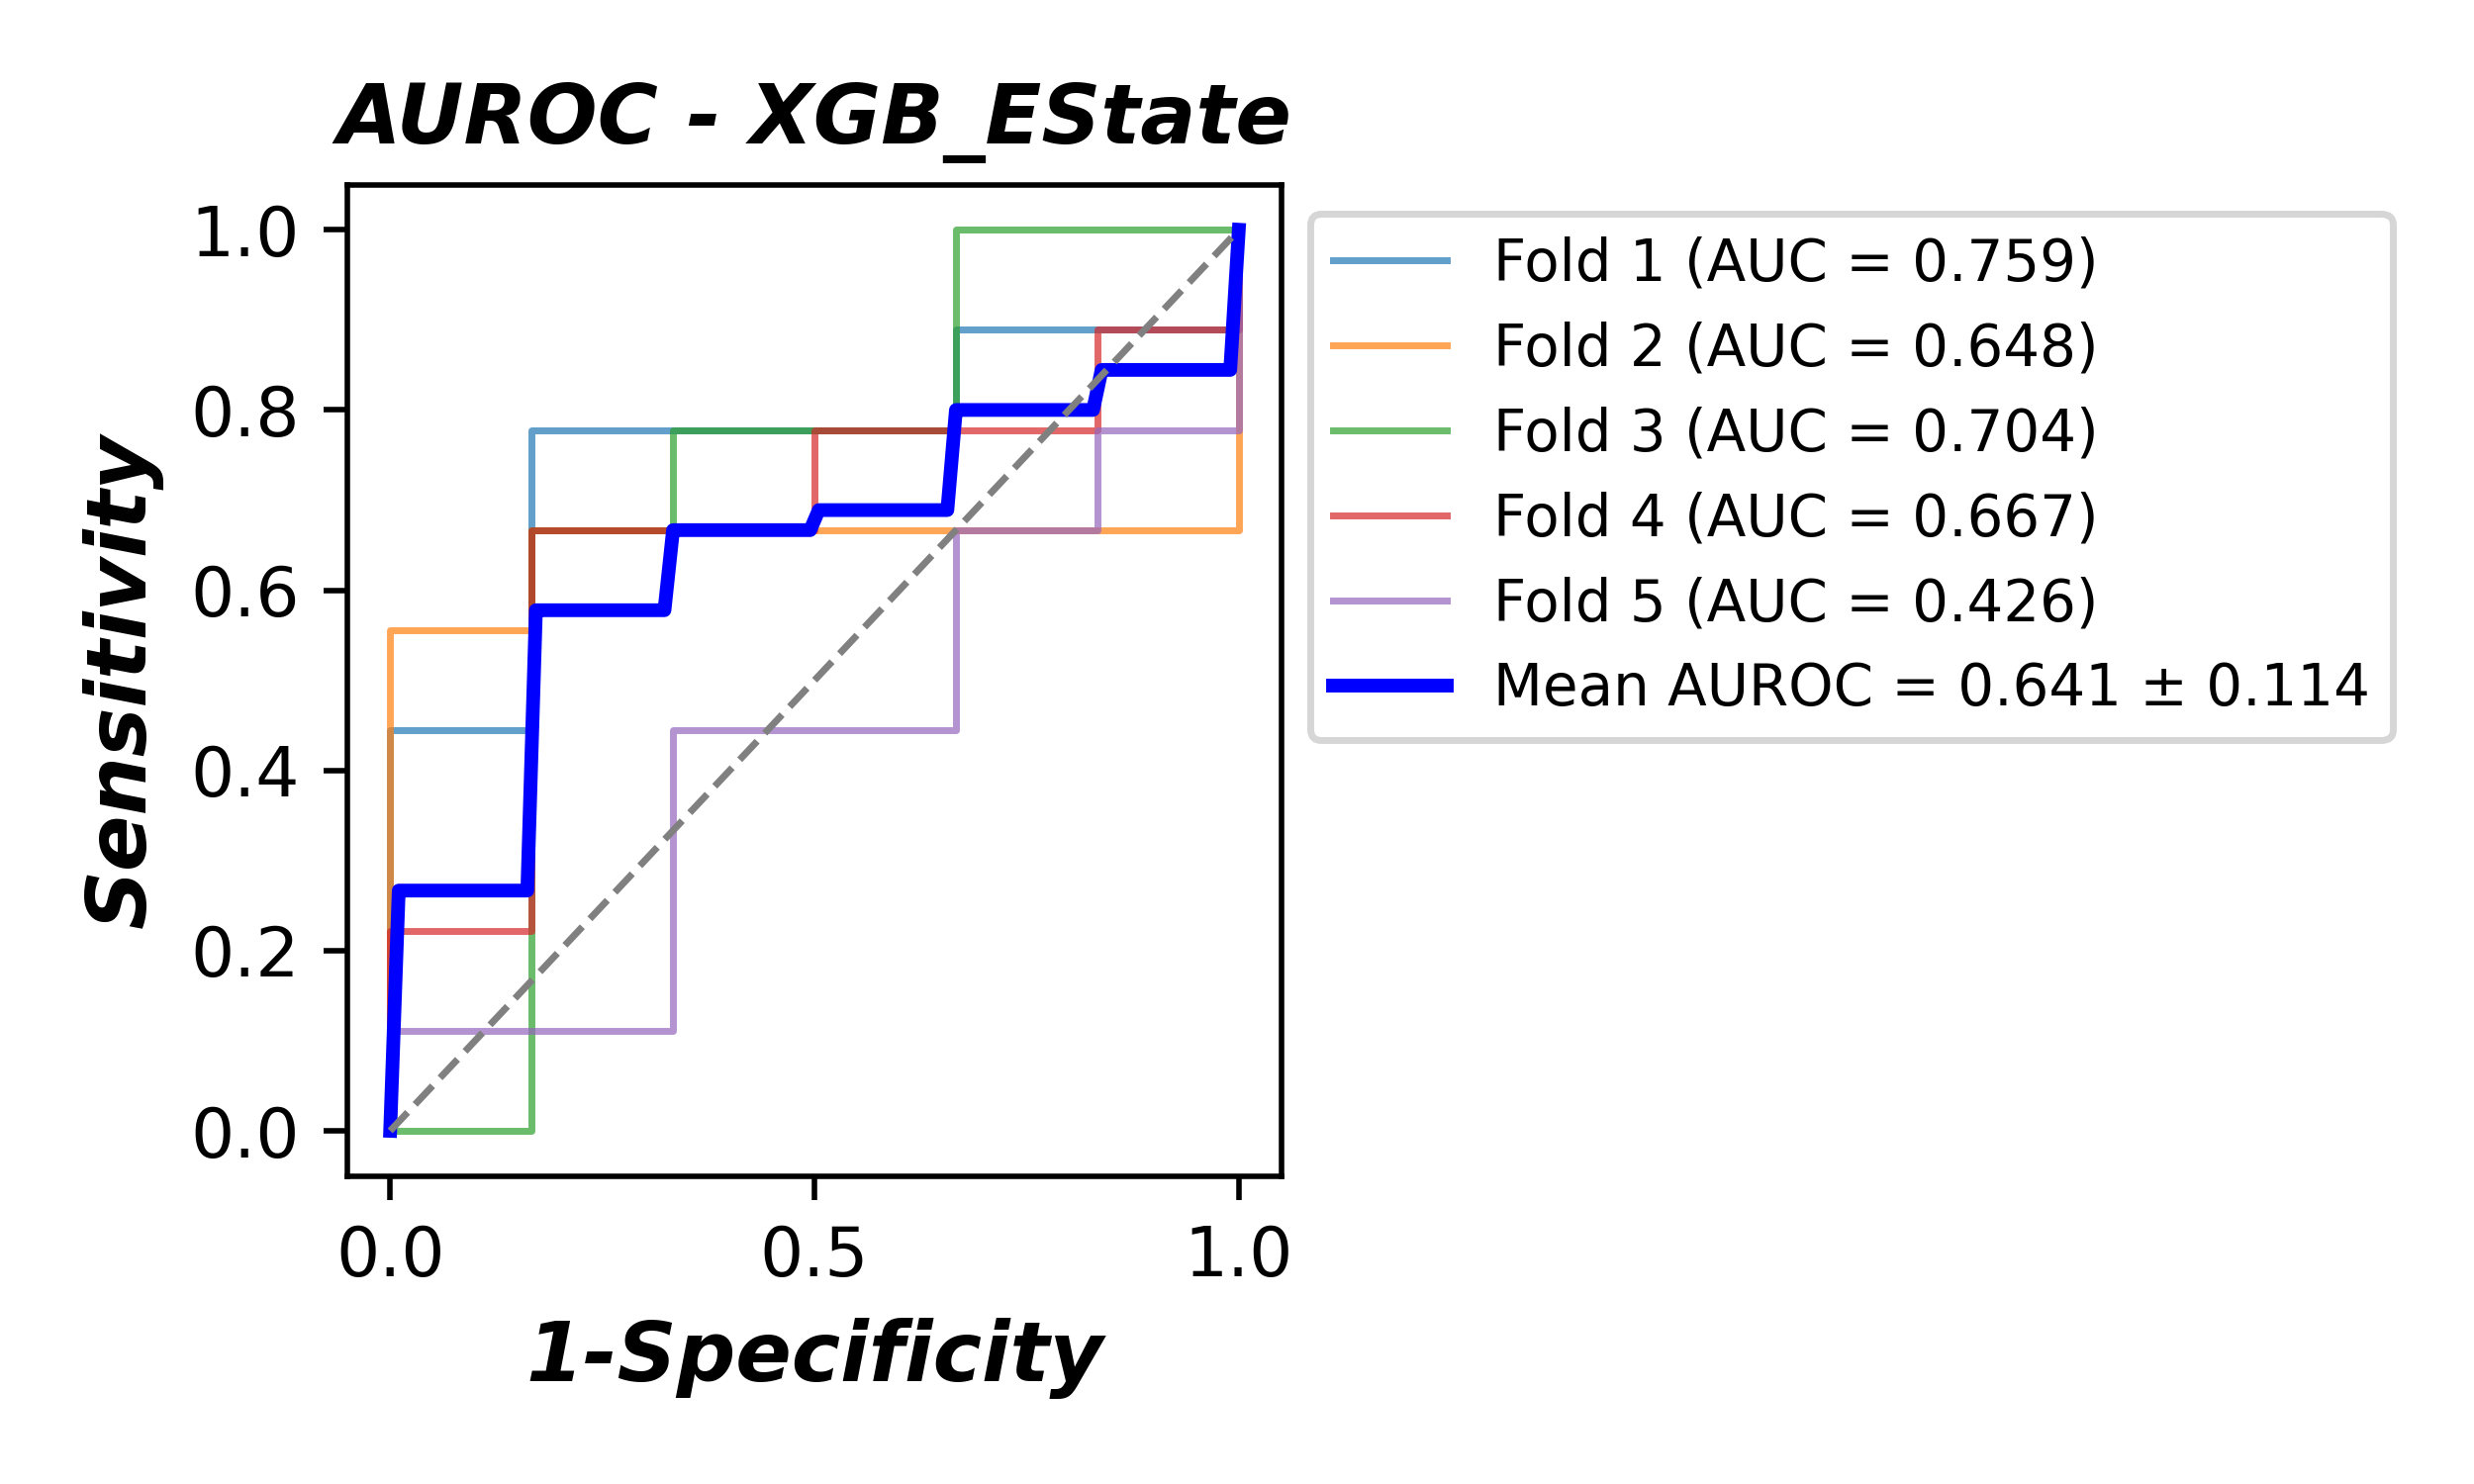 AUROC - XGB_EState
Sensitivity
1.0
0.8
0.6
0.4
0.2
0.0
0.0 0.5 1.0
1-Specificity
Fold 1 (AUC = 0.759)
Fold 2 (AUC = 0.648)
Fold 3 (AUC = 0.704)
Fold 4 (AUC = 0.667)
Fold 5 (AUC = 0.426)
Mean AUROC = 0.641 ± 0.114